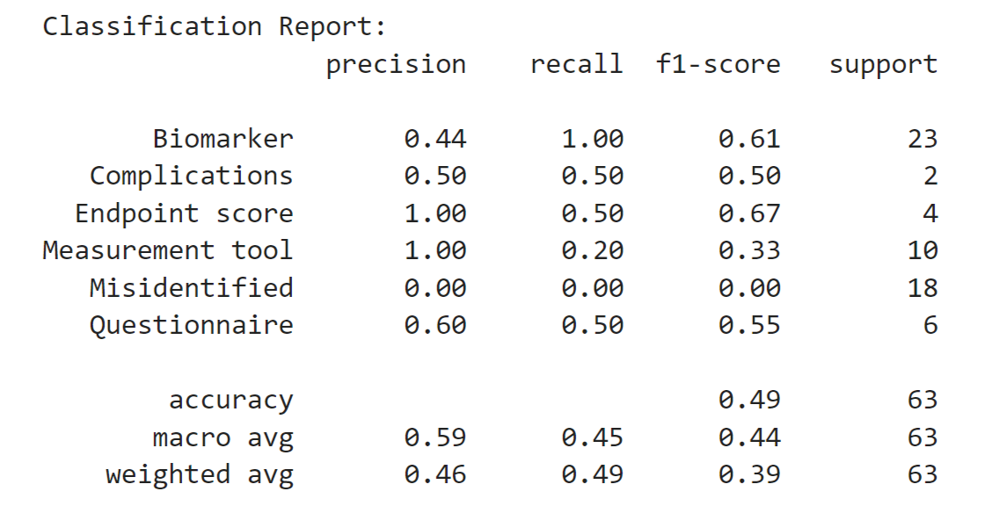 Classification Report:
precision recall f1-score support
Biomarker 0.44 1.00 0.61 23
Complications 0.50 0.50 0.50 2
Endpoint score 1.00 0.50 0.67 4
Measurement tool 1.00 0.20 0.33 10
Misidentified 0.00 0.00 0.00 18
Questionnaire 0.60 0.50 0.55 6
accuracy 0.49 63
macro avg 0.59 0.45 0.44 63
weighted avg 0.46 0.49 0.39 63